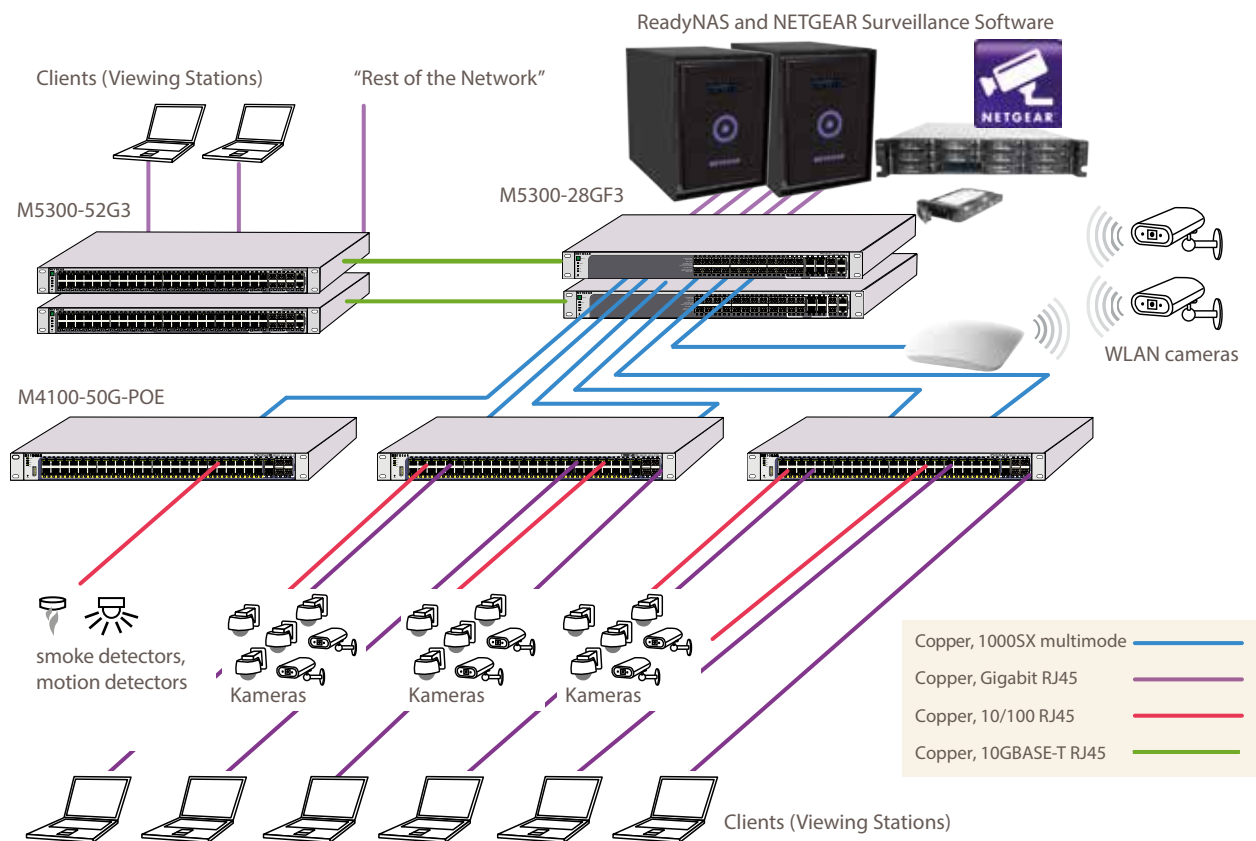 ReadyNAS and NETGEAR Surveillance Software
Clients (Viewing Stations)
“Rest of the Network”
NETGEAR
M5300-52G3
M5300-28GF3
WLAN cameras
M4100-50G-POE
smoke detectors,
motion detectors
Kameras
Kameras
Kameras
Copper, 1000SX multimode
Copper, Gigabit RJ45
Copper, 10/100 RJ45
Copper, 10GBASE-T RJ45
Clients (Viewing Stations)